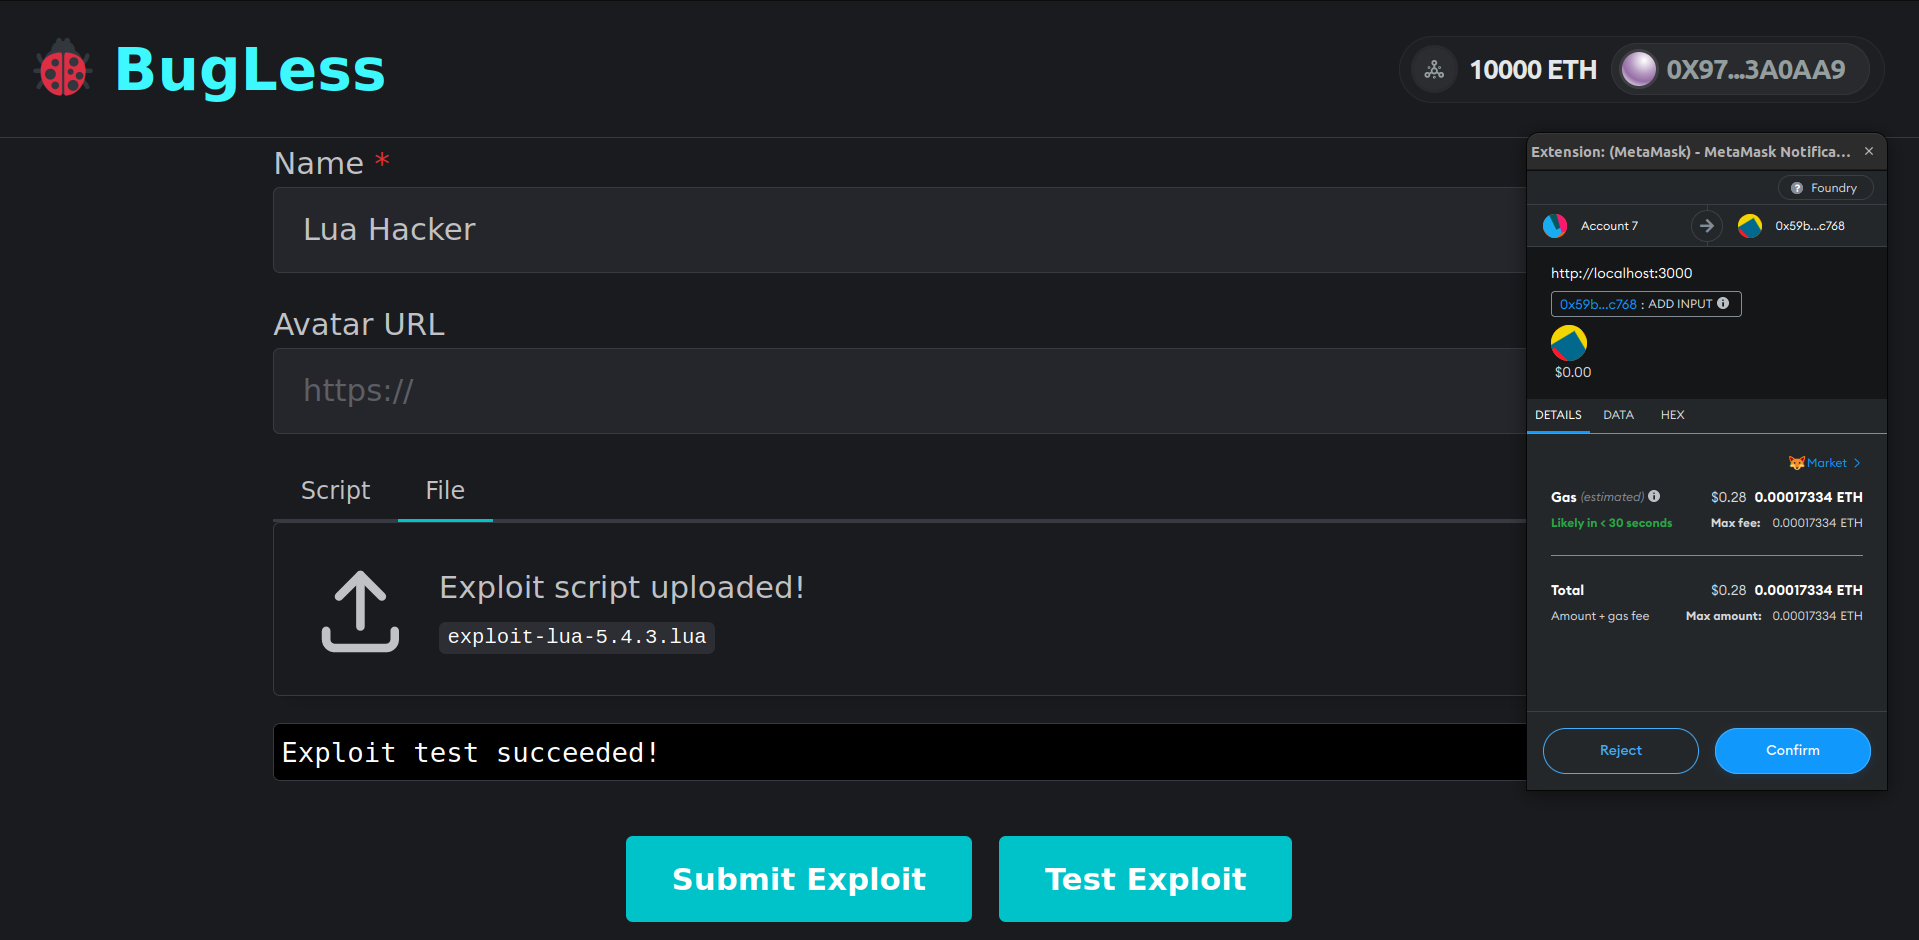 BugLess
10000 ETH
0X97...3A0AA9
Name *
Lua Hacker
Avatar URL
https://
Script
File
Exploit script uploaded!
exploit-lua-5.4.3.lua
Exploit test succeeded!
Submit Exploit
Test Exploit
Extension: (MetaMask) - MetaMask Notifica...
Foundry
Account 7
0x59b...c768
http://localhost:3000
0x59b...c768 : ADD INPUT
$0.00
DETAILS DATA HEX
Market
Gas (estimated) $0.28 0.00017334 ETH
Likely in < 30 seconds Max fee: 0.00017334 ETH
Total $0.28 0.00017334 ETH
Amount + gas fee Max amount: 0.00017334 ETH
Reject
Confirm